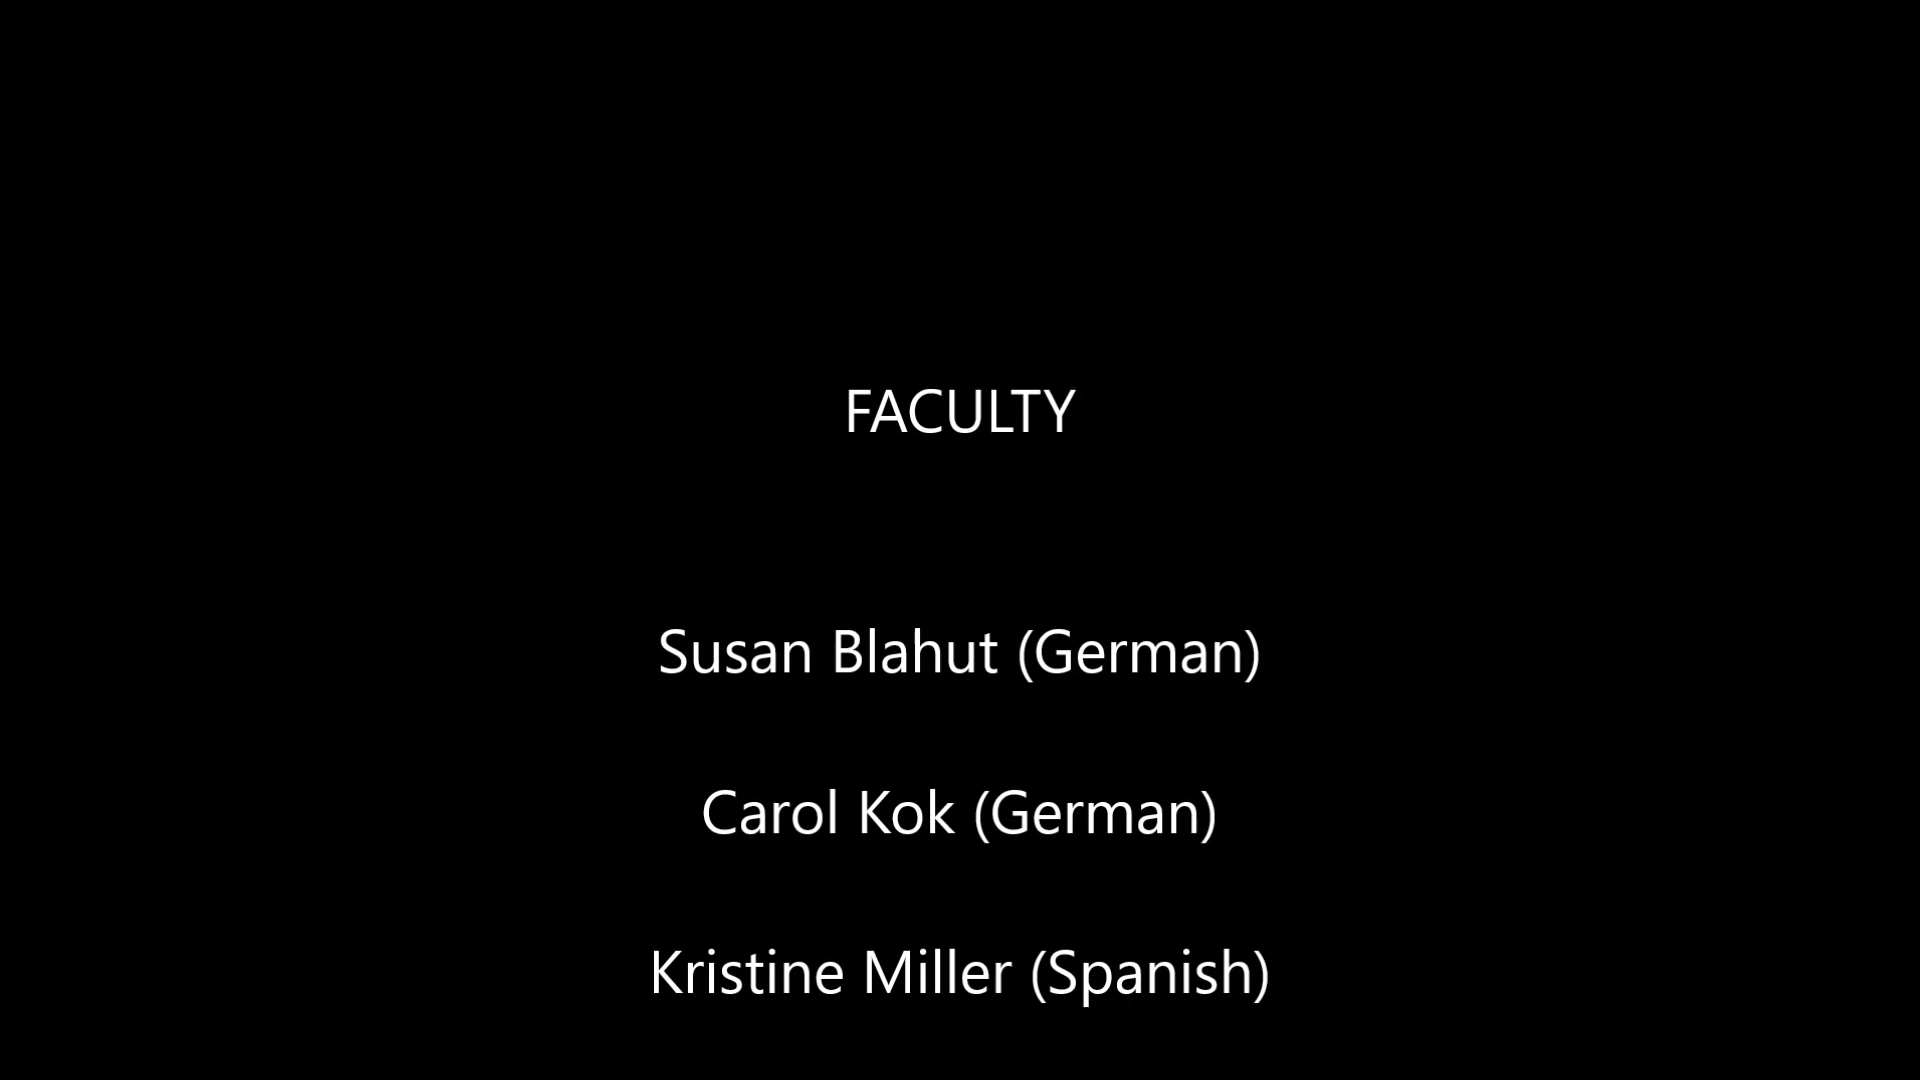 FACULTY
Susan Blahut (German)
Carol Kok (German)
Kristine Miller (Spanish)